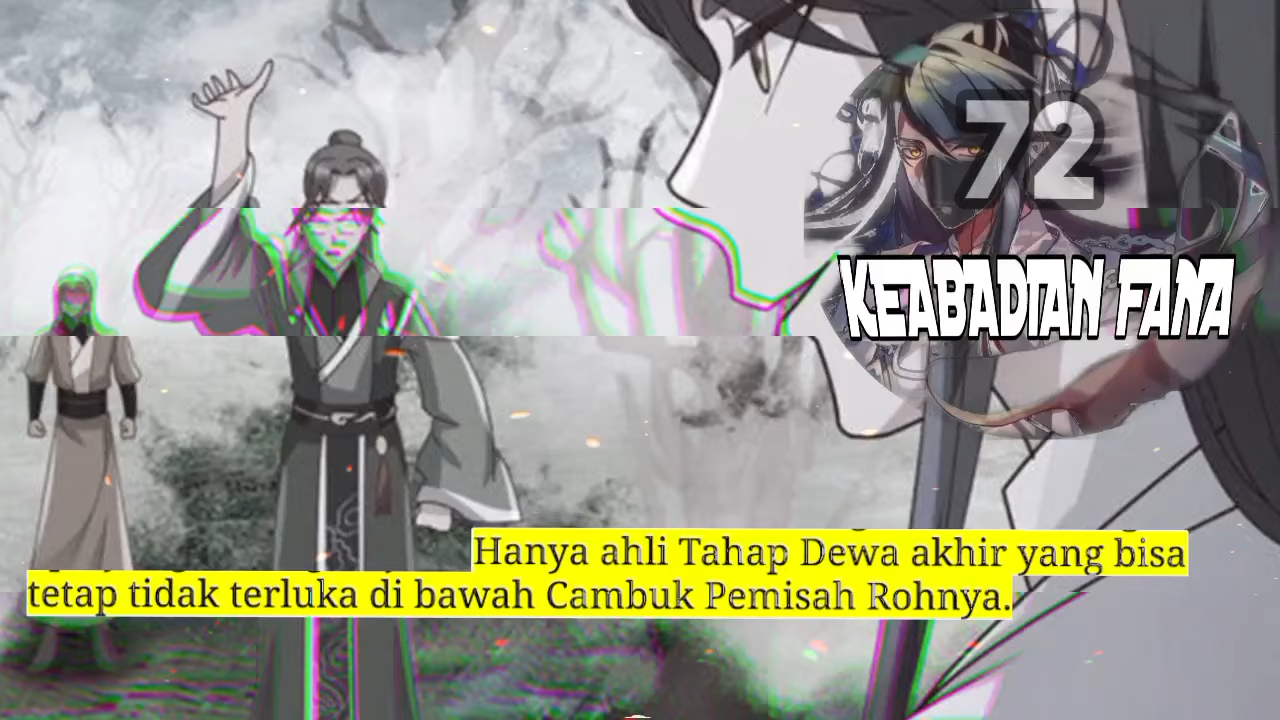 72
KEABADIAN FANA
Hanya ahli Tahap Dewa akhir yang bisa
tetap tidak terluka di bawah Cambuk Pemisah Rohnya.